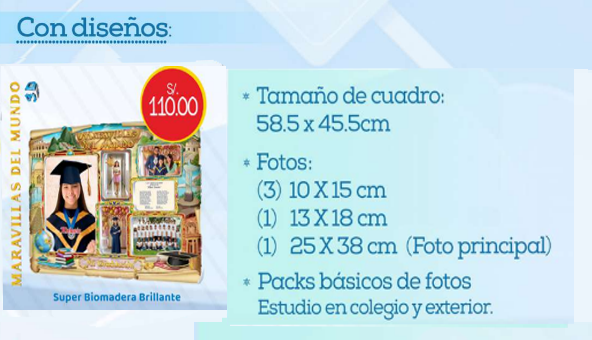 Con diseños:
MARAVILLAS DEL MUNDO
S/.
110.00
Super Biomadera Brillante
* Tamaño de cuadro:
58.5 x 45.5cm
* Fotos:
(3) 10 X 15 cm
(1) 13 X 18 cm
(1) 25 X 38 cm (Foto principal)
* Packs básicos de fotos
Estudio en colegio y exterior.